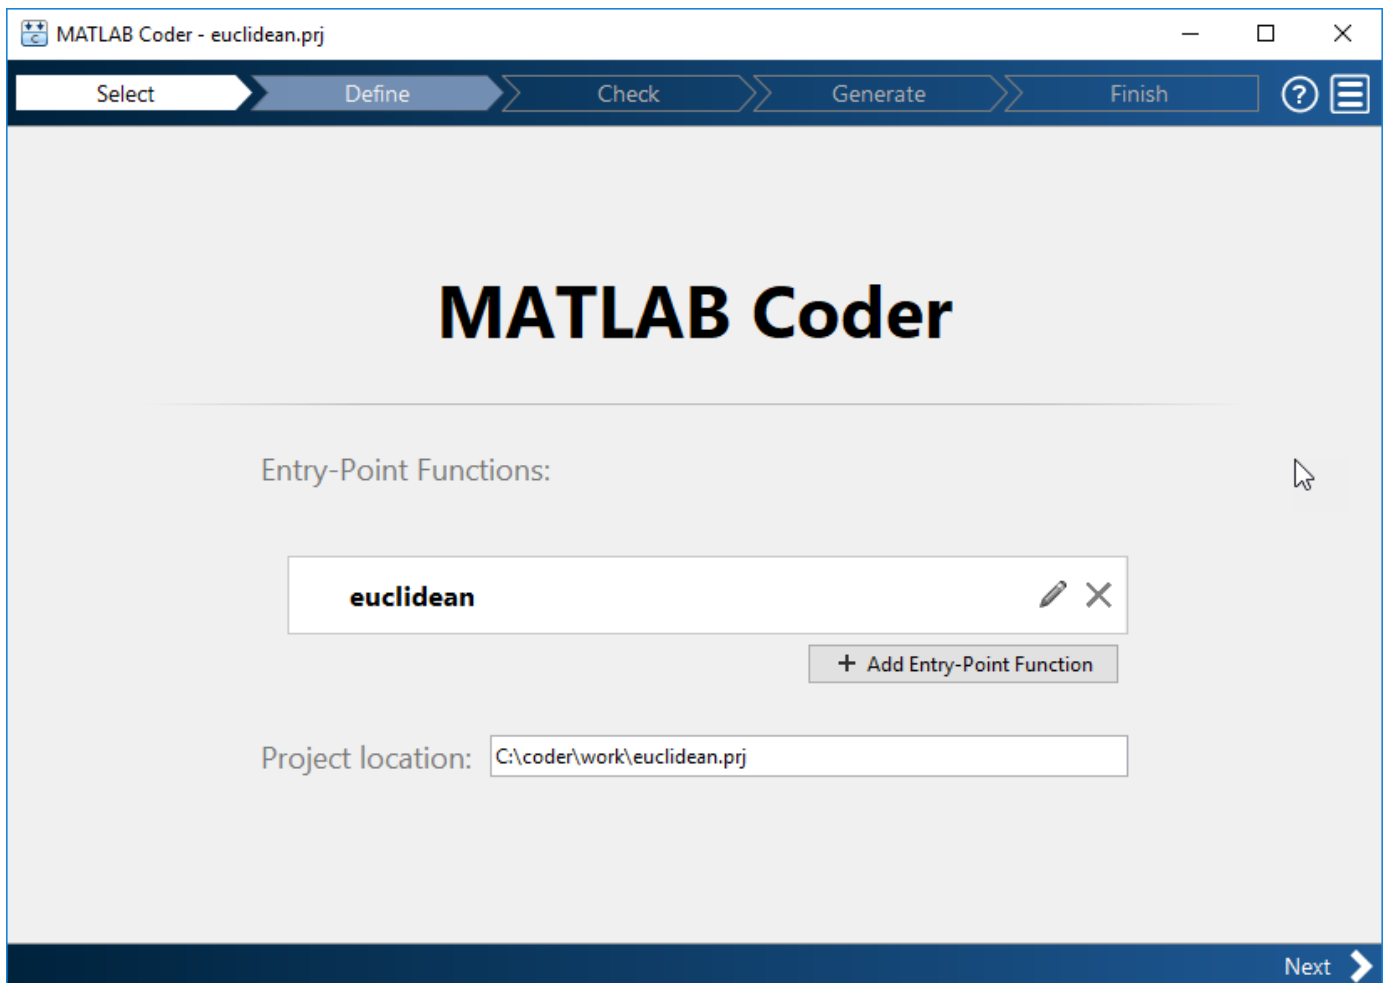 MATLAB Coder - euclidean.prj
Select Define Check Generate Finish ?
MATLAB Coder
Entry-Point Functions:
euclidean
+ Add Entry-Point Function
Project location: C:\coder\work\euclidean.prj
Next